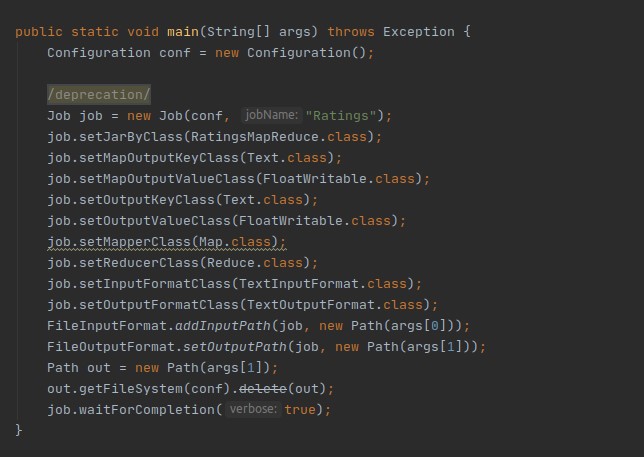 public static void main(String[] args) throws Exception {
Configuration conf = new Configuration();
/deprecation/
Job job = new Job(conf, jobName: "Ratings");
job.setJarByClass(RatingsMapReduce.class);
job.setMapOutputKeyClass(Text.class);
job.setMapOutputValueClass(FloatWritable.class);
job.setOutputKeyClass(Text.class);
job.setOutputValueClass(FloatWritable.class);
job.setMapperClass(Map.class);
job.setReducerClass(Reduce.class);
job.setInputFormatClass(TextInputFormat.class);
job.setOutputFormatClass(TextOutputFormat.class);
FileInputFormat.addInputPath(job, new Path(args[0]));
FileOutputFormat.setOutputPath(job, new Path(args[1]));
Path out = new Path(args[1]);
out.getFileSystem(conf).delete(out);
job.waitForCompletion( verbose: true);
}